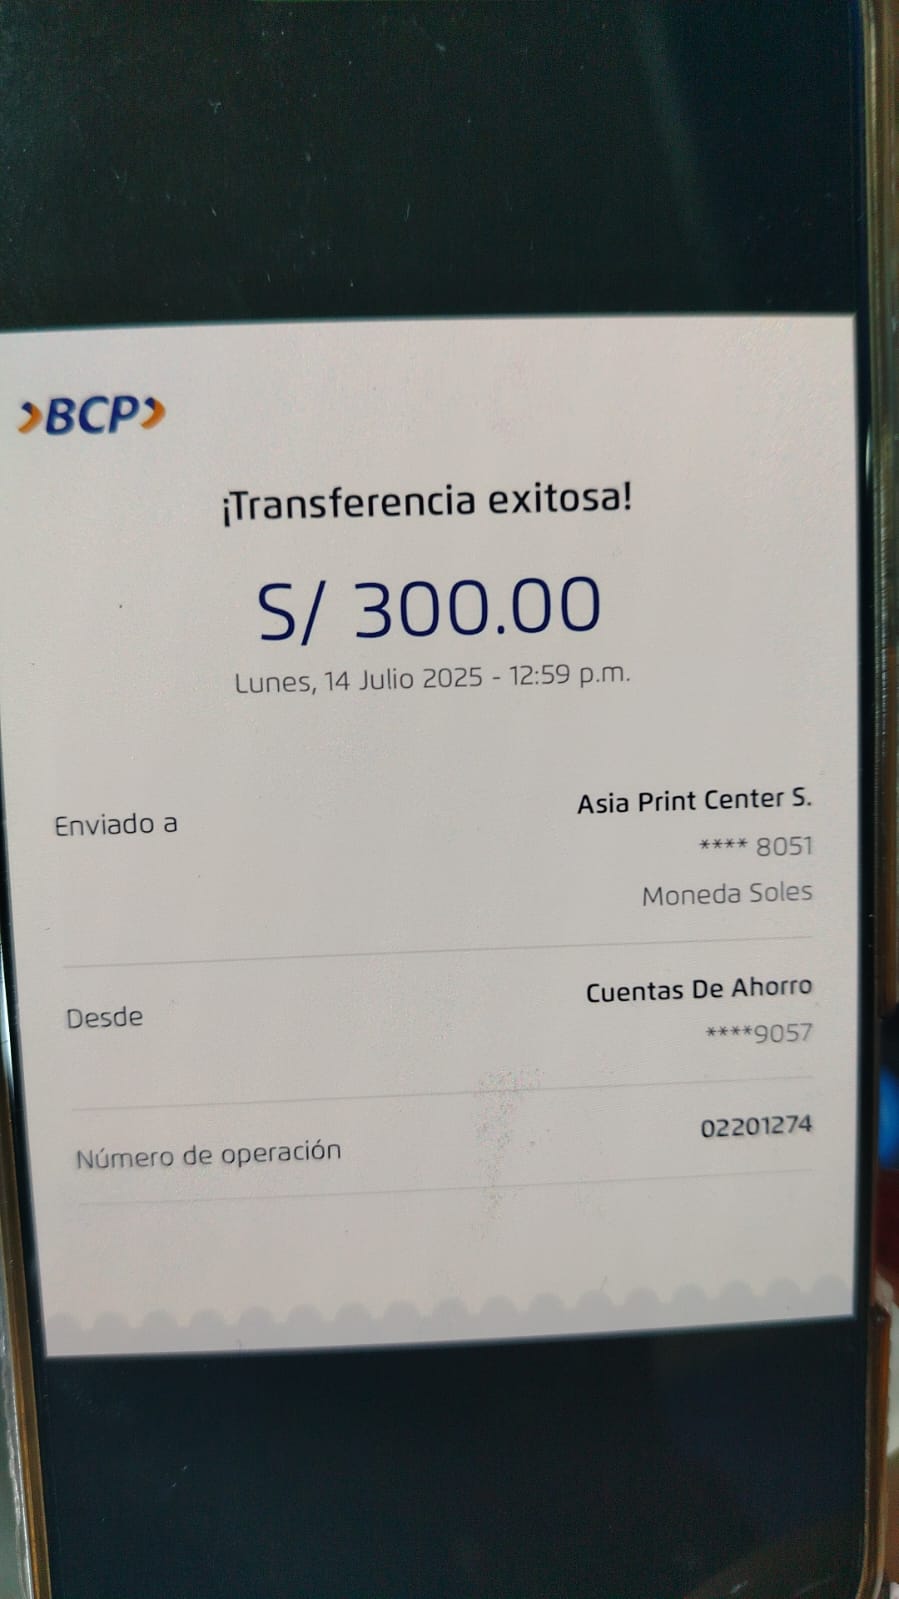 BCP
¡Transferencia exitosa!
S/ 300.00
Lunes, 14 Julio 2025 - 12:59 p.m.
Enviado a
Asia Print Center S.
**** 8051
Moneda Soles
Desde
Cuentas De Ahorro
****9057
Número de operación
02201274